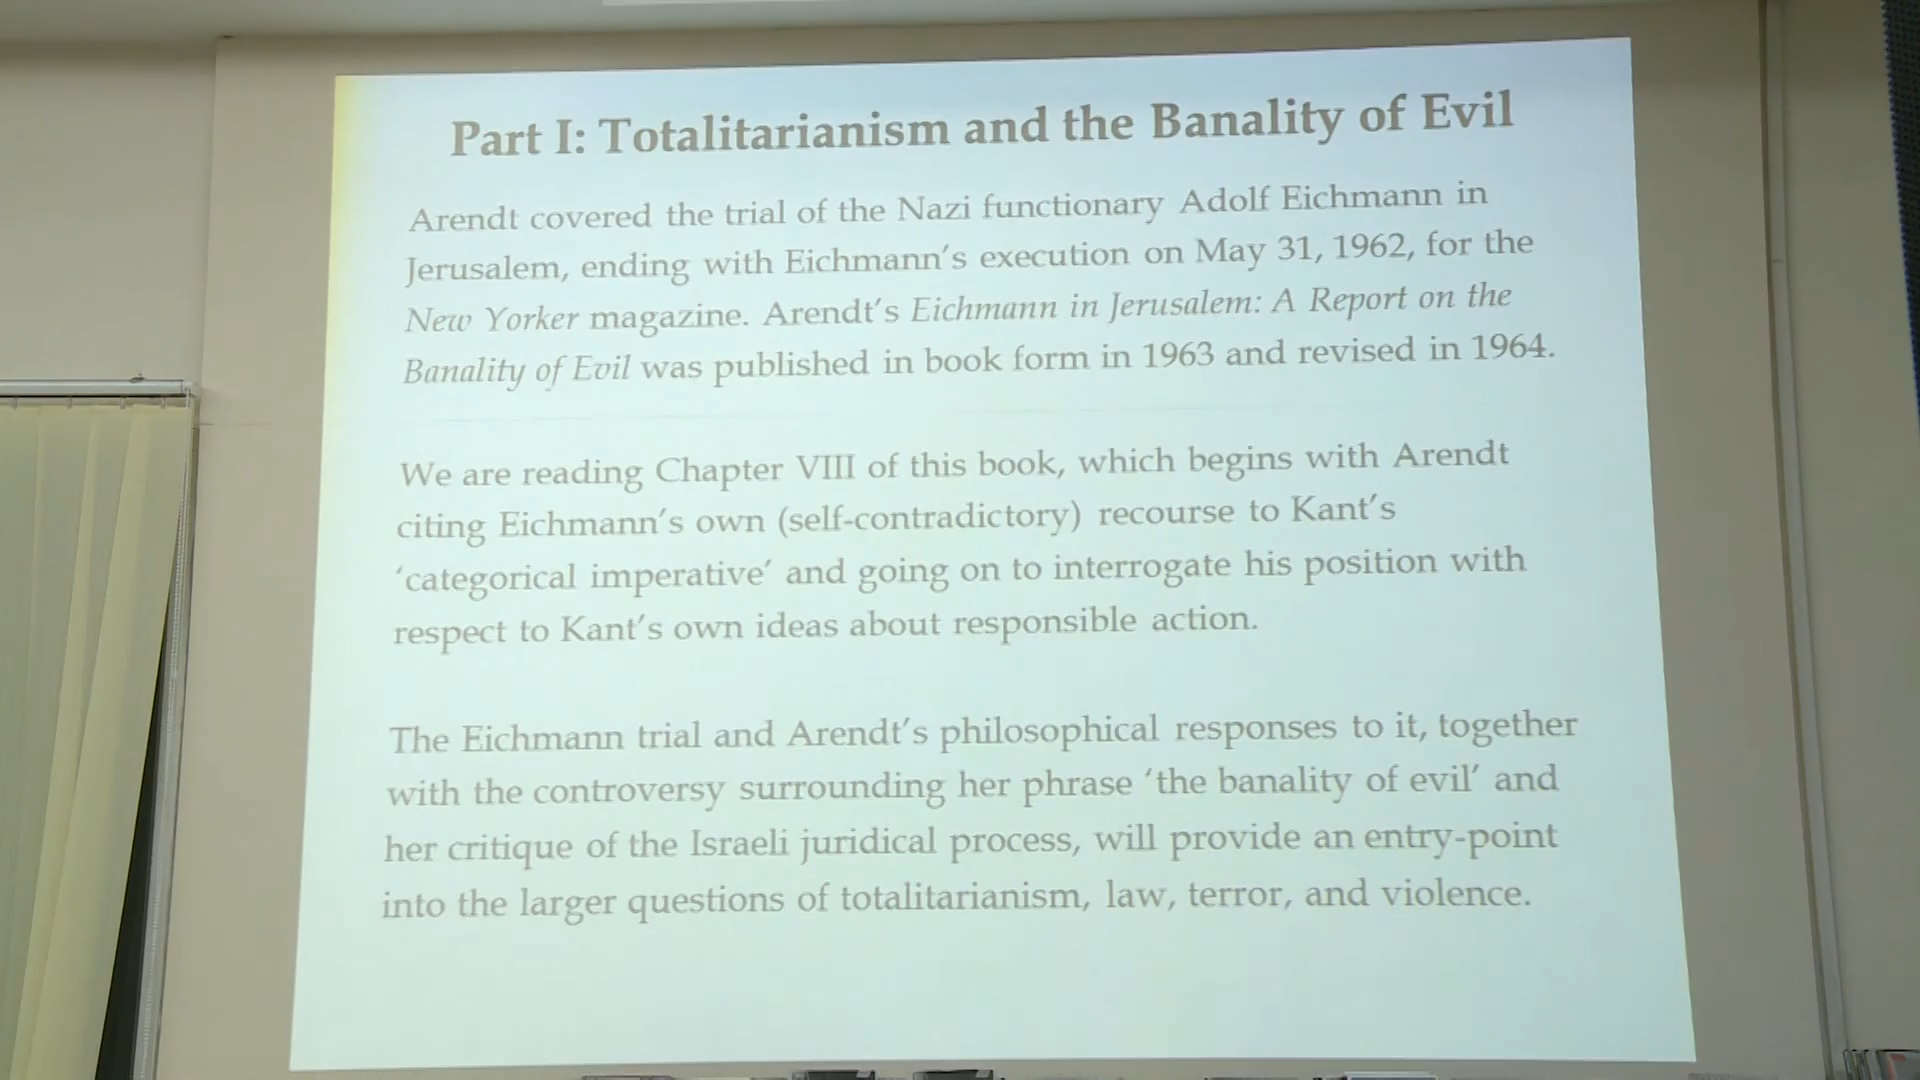 Part I: Totalitarianism and the Banality of Evil
Arendt covered the trial of the Nazi functionary Adolf Eichmann in
Jerusalem, ending with Eichmann's execution on May 31, 1962, for the
New Yorker magazine. Arendt's Eichmann in Jerusalem: A Report on the
Banality of Evil was published in book form in 1963 and revised in 1964.
We are reading Chapter VIII of this book, which begins with Arendt
citing Eichmann's own (self-contradictory) recourse to Kant's
‘categorical imperative’ and going on to interrogate his position with
respect to Kant's own ideas about responsible action.
The Eichmann trial and Arendt's philosophical responses to it, together
with the controversy surrounding her phrase ‘the banality of evil’ and
her critique of the Israeli juridical process, will provide an entry-point
into the larger questions of totalitarianism, law, terror, and violence.